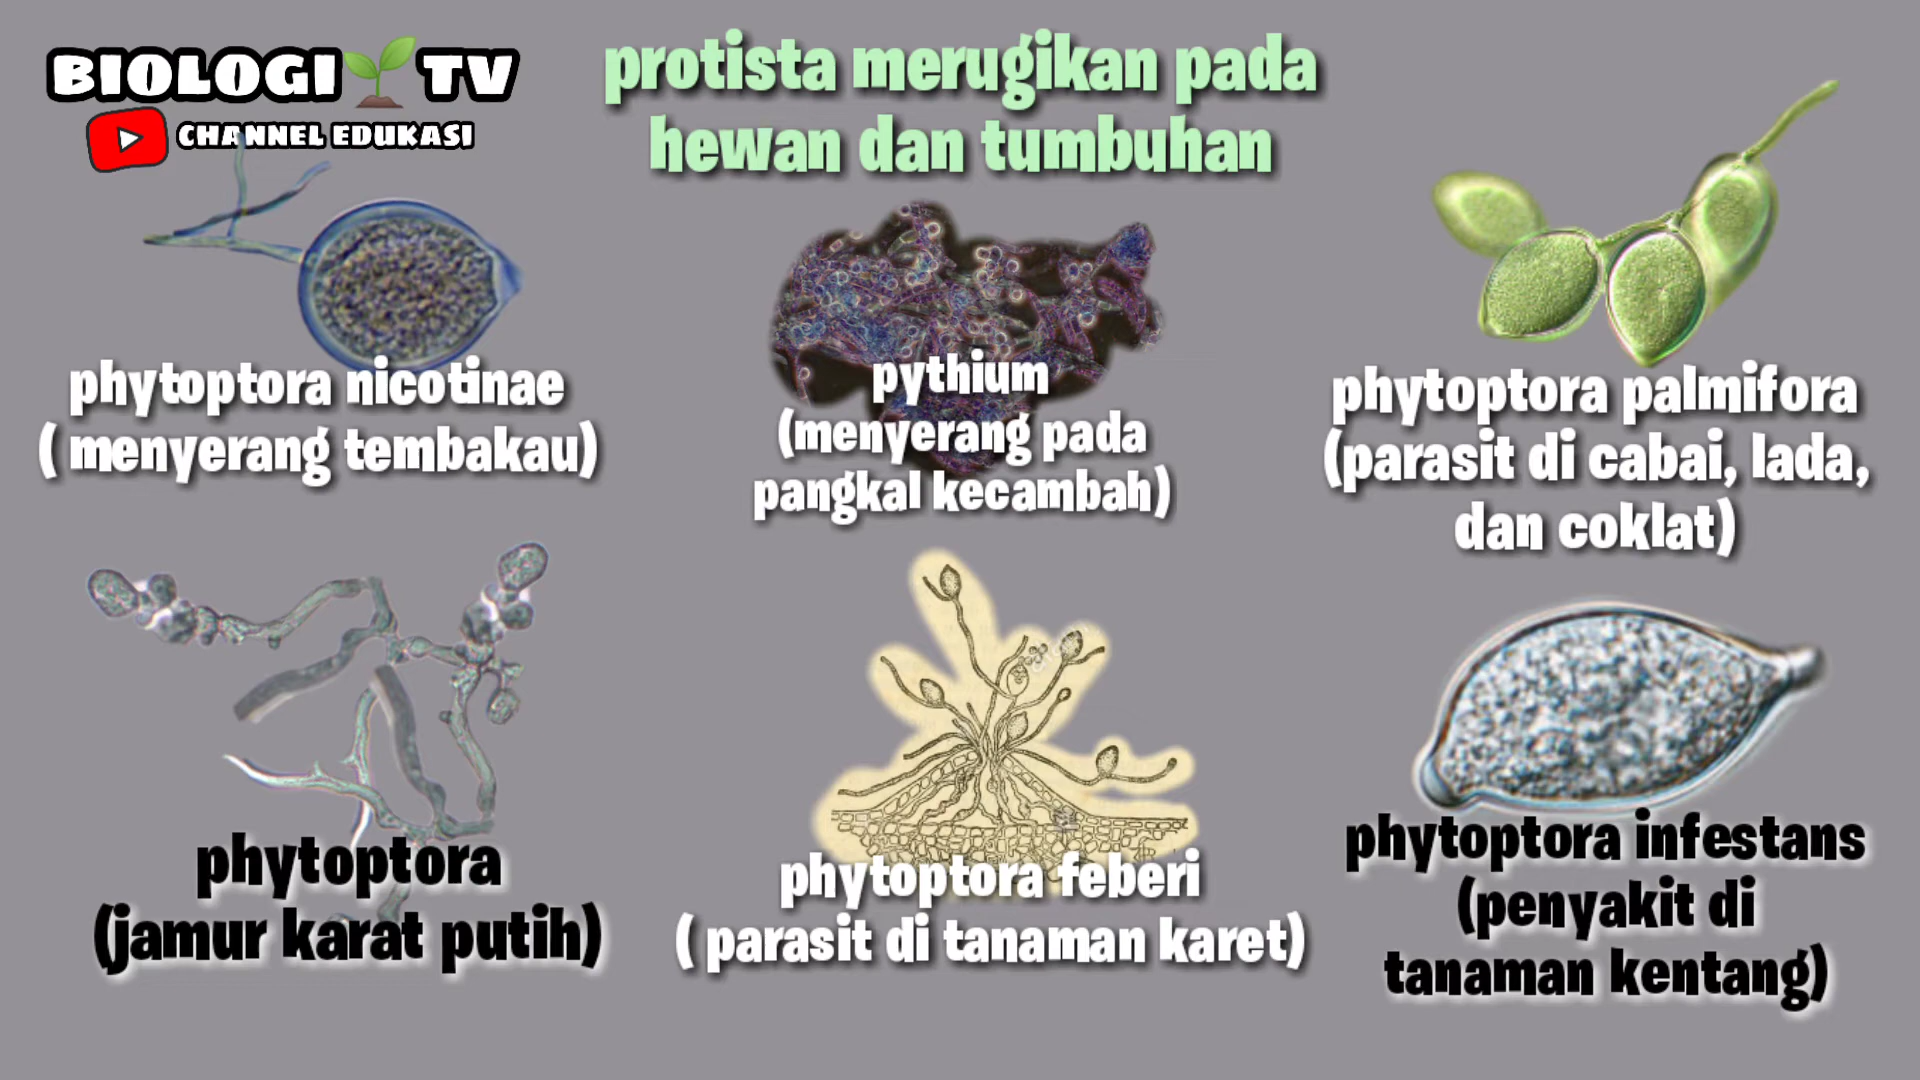 BIOLOGI TV
CHANNEL EDUKASI
protista merugikan pada
hewan dan tumbuhan
phytoptora nicotinae
( menyerang tembakau)
pythium
(menyerang pada
pangkal kecambah)
phytoptora palmifora
(parasit di cabai, lada,
dan coklat)
phytoptora
(jamur karat putih)
phytoptora feberi
( parasit di tanaman karet)
phytoptora infestans
(penyakit di
tanaman kentang)